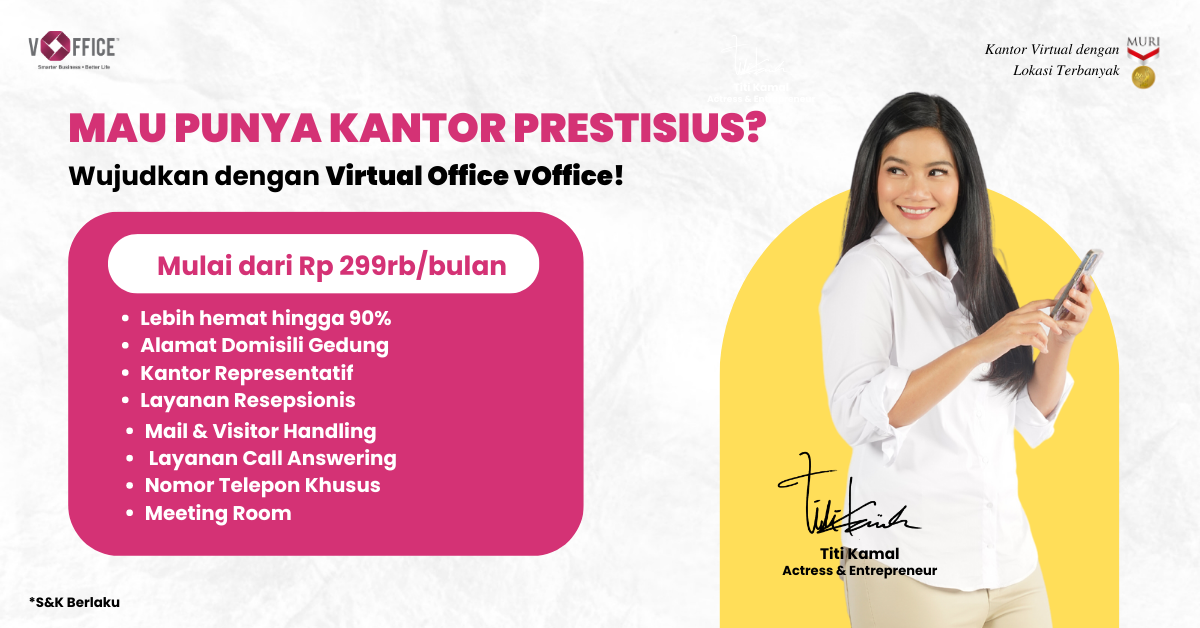 VOFFICE
Smarter Business • Better Life
Kantor Virtual dengan
Lokasi Terbanyak
MURI
Titi Kamal
MAU PUNYA KANTOR PRESTISIUS?
Wujudkan dengan Virtual Office vOffice!
Mulai dari Rp 299rb/bulan
• Lebih hemat hingga 90%
• Alamat Domisili Gedung
• Kantor Representatif
• Layanan Resepsionis
• Mail & Visitor Handling
• Layanan Call Answering
• Nomor Telepon Khusus
• Meeting Room
Titi Kamal
Actress & Entrepreneur
*S&K Berlaku